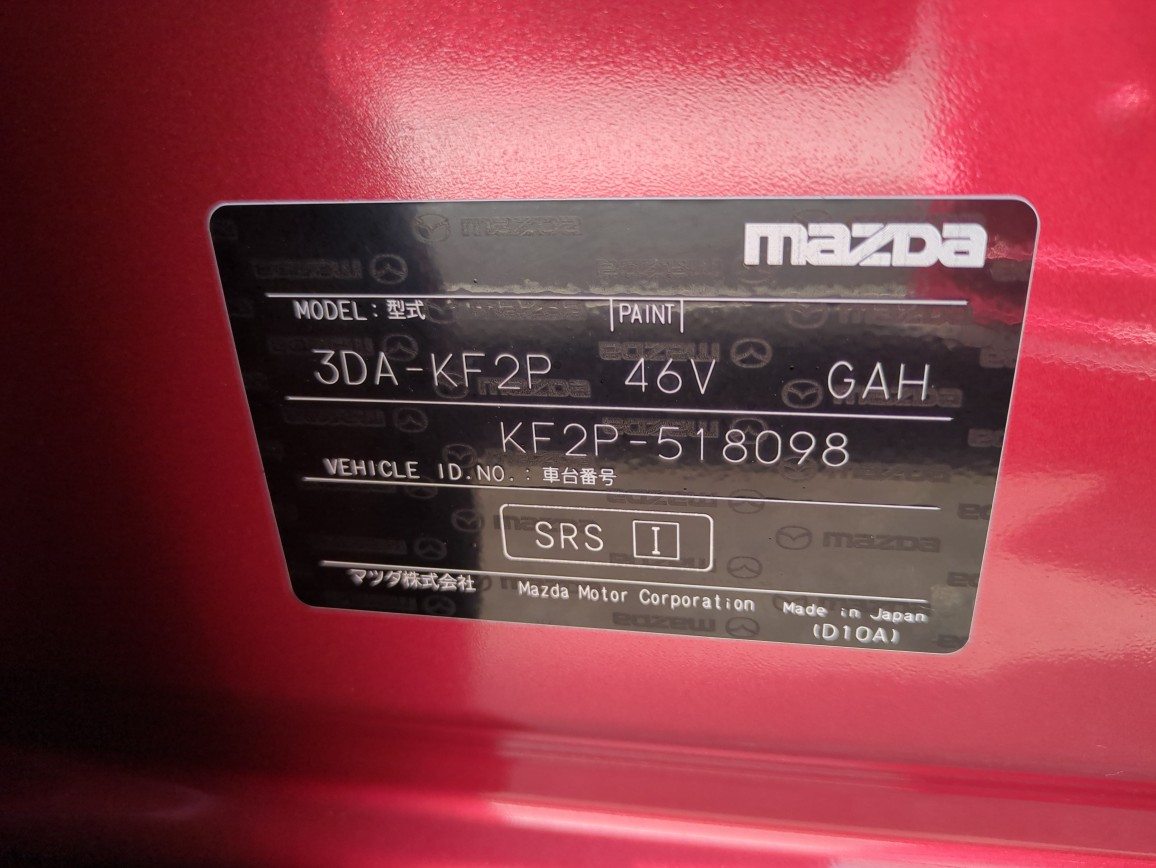 mazda
MODEL : 型式 PAINT
3DA-KF2P 46V GAH
KF2P-518098
VEHICLE ID.NO. : 車台番号
SRS I
マツダ株式会社 Mazda Motor Corporation Made in Japan
(D10A)